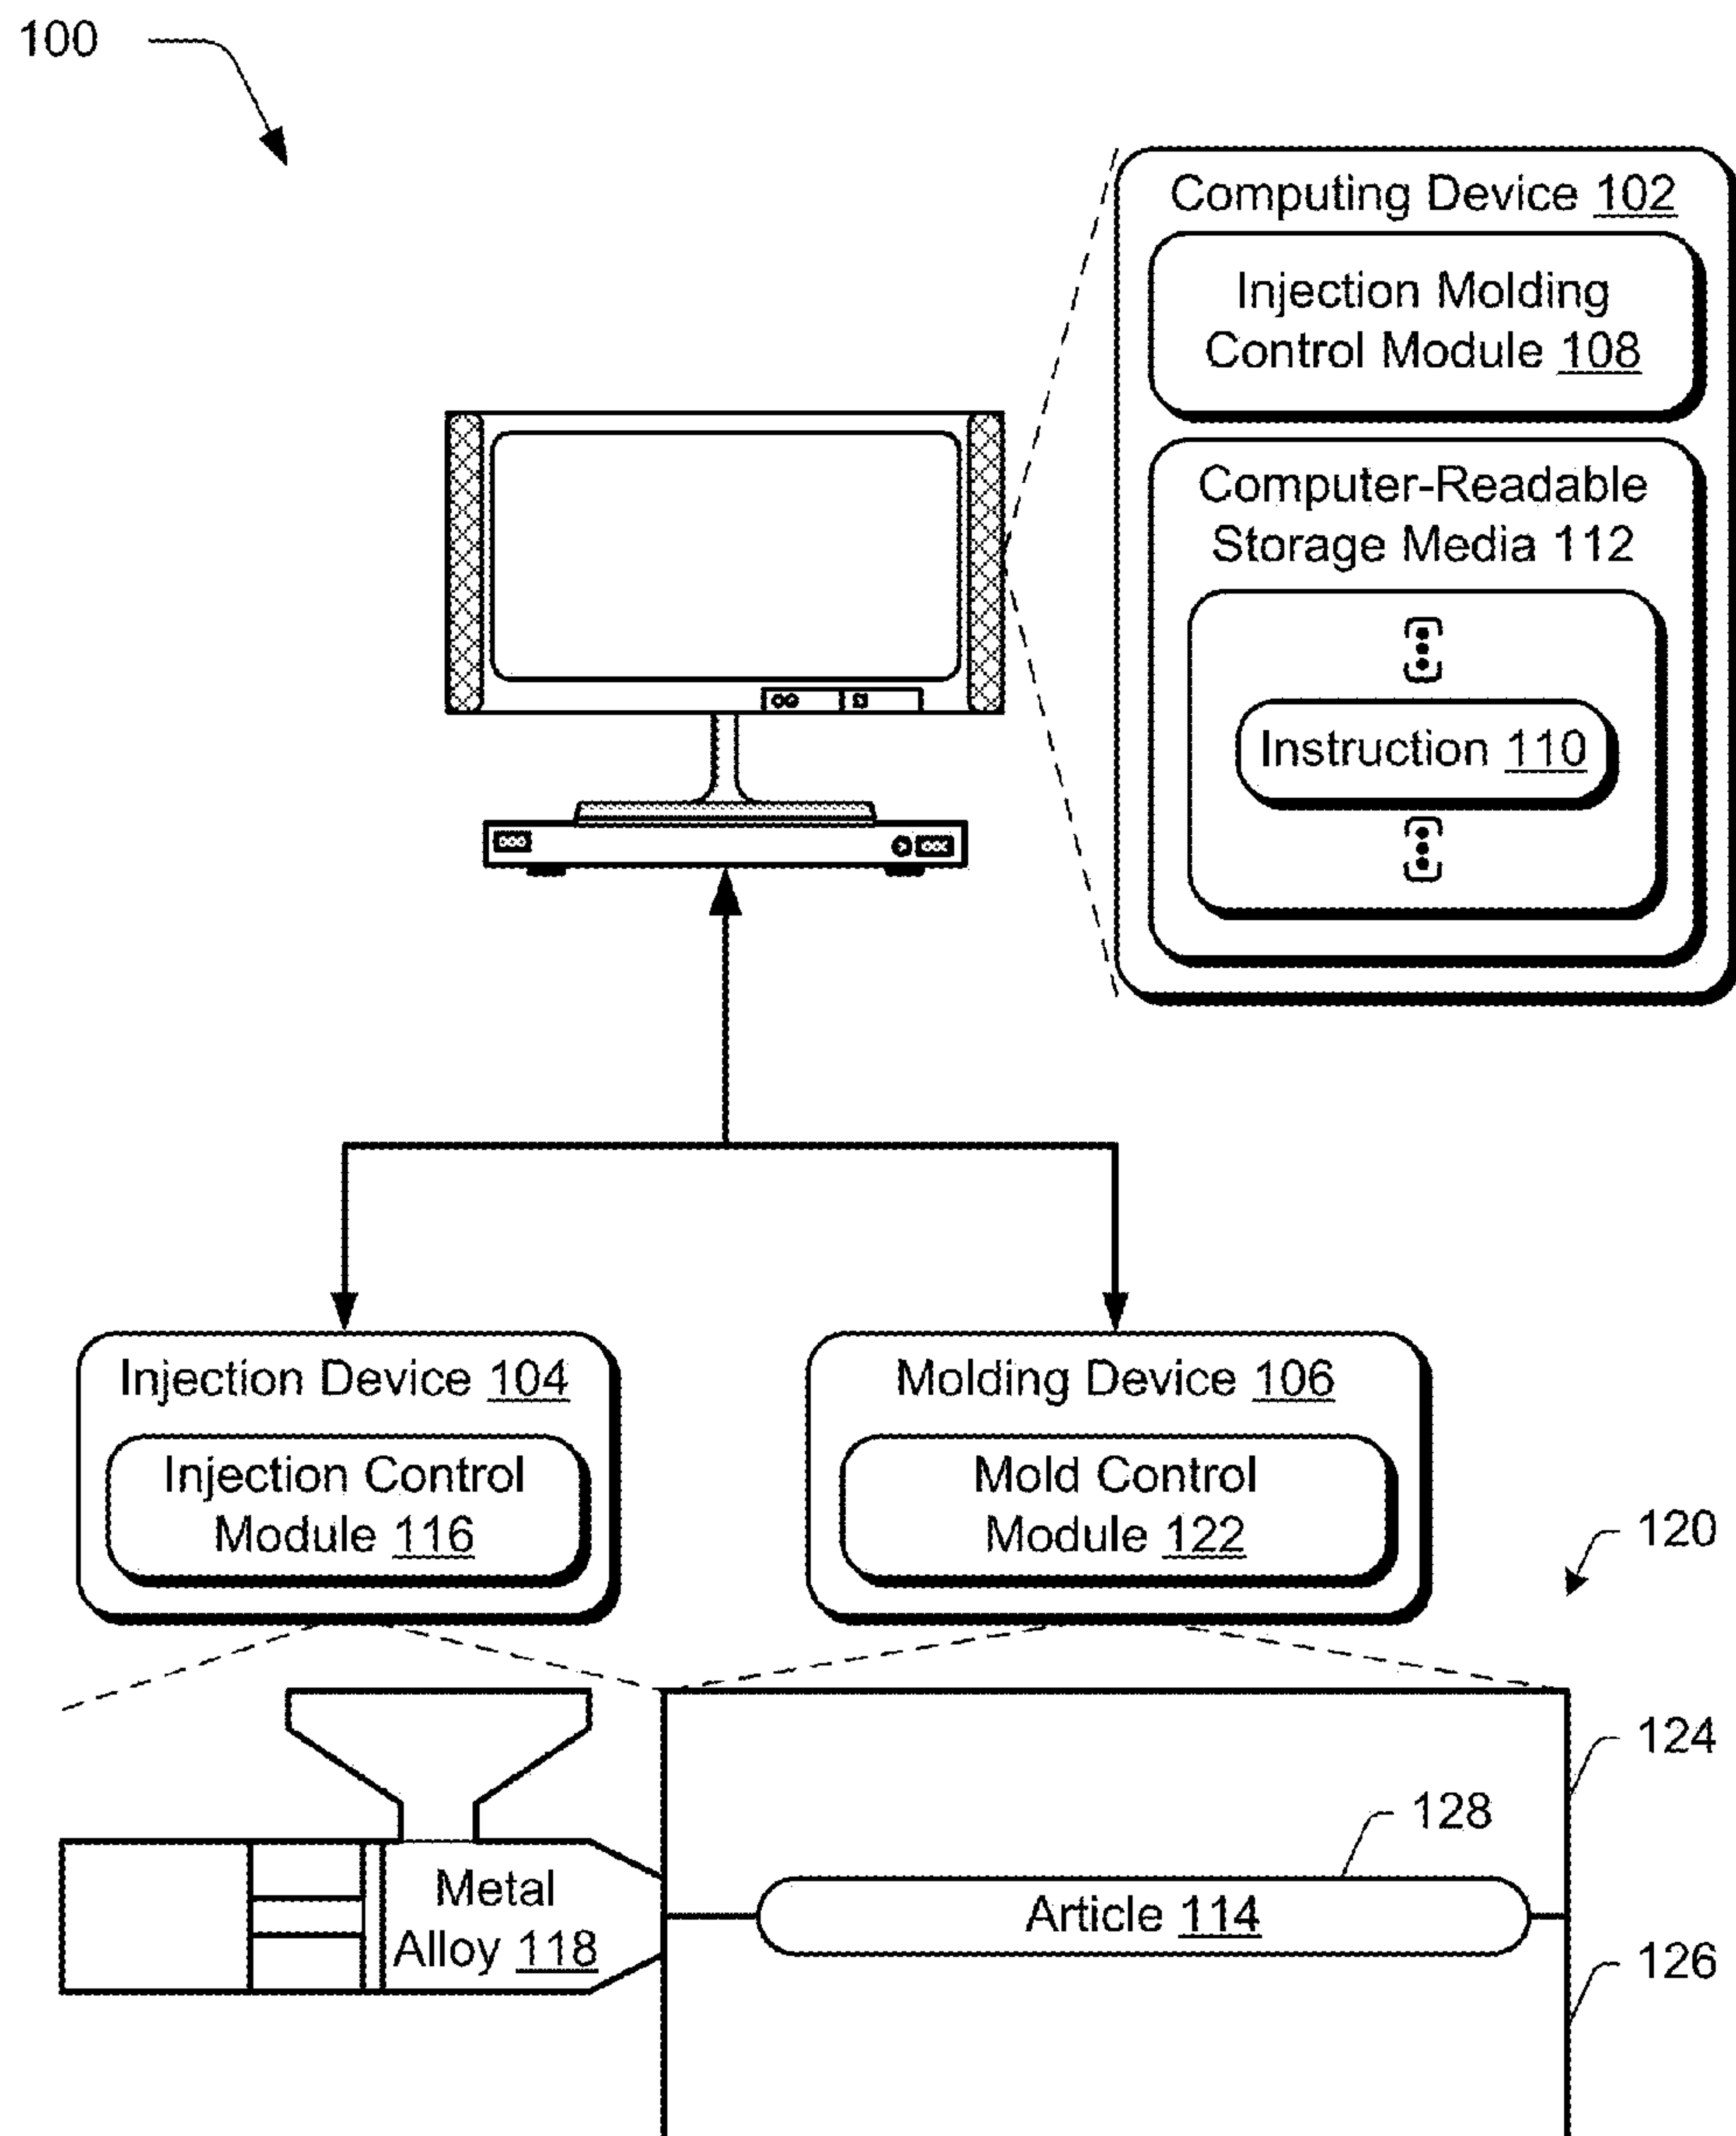 100
Computing Device 102
Injection Molding
Control Module 108
Computer-Readable
Storage Media 112
Instruction 110
Injection Device 104
Injection Control
Module 116
Molding Device 106
Mold Control
Module 122
120
124
128
Metal
Alloy 118
Article 114
126